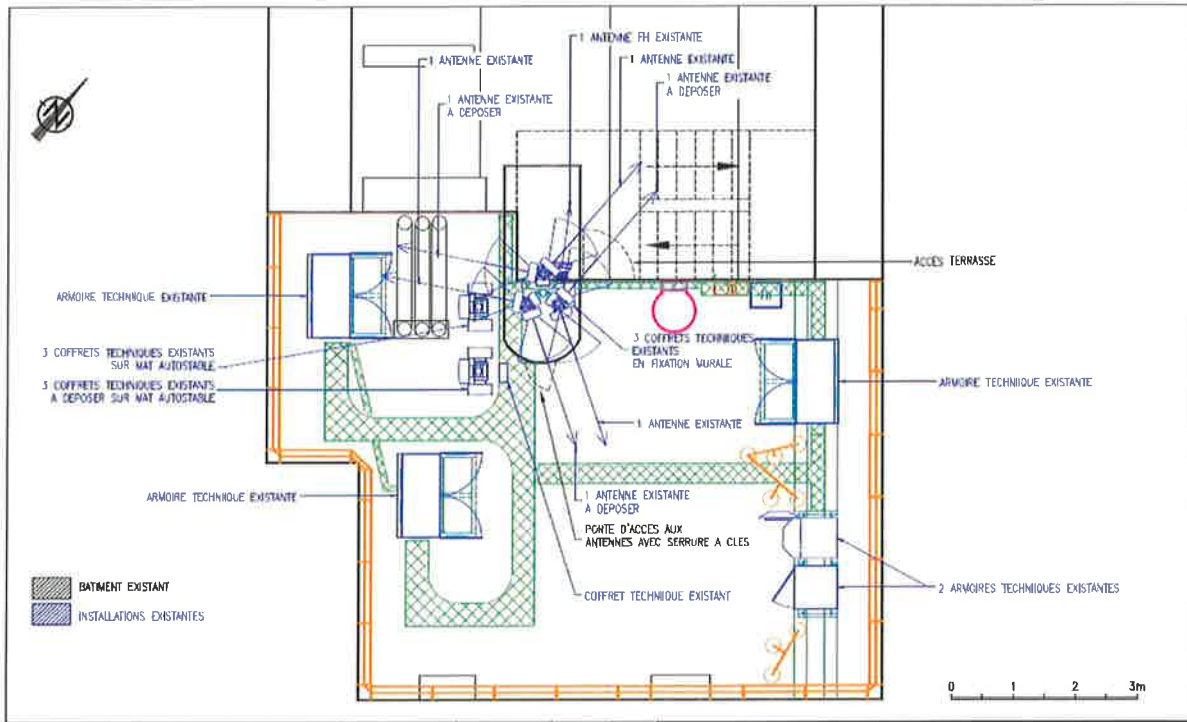 1 ANTENNE FH EXISTANTE
1 ANTENNE EXISTANTE
1 ANTENNE EXISTANTE
1 ANTENNE EXISTANTE
A DEPOSER
1 ANTENNE EXISTANTE
A DEPOSER
ACCES TERRASSE
ARMOIRE TECHNIQUE EXISTANTE
3 COFFRETS TECHNIQUES EXISTANTS
SUR MAT AUTOSTABLE
3 COFFRETS TECHNIQUES EXISTANTS
A DEPOSER SUR MAT AUTOSTABLE
3 COFFRETS TECHNIQUES
EXISTANTS
EN FIXATION MURALE
ARMOIRE TECHNIQUE EXISTANTE
1 ANTENNE EXISTANTE
ARMOIRE TECHNIQUE EXISTANTE
1 ANTENNE EXISTANTE
A DEPOSER
PORTE D'ACCES AUX
ANTENNES AVEC SERRURE A CLES
BATIMENT EXISTANT
INSTALLATIONS EXISTANTES
COFFRET TECHNIQUE EXISTANT
2 ARMOIRES TECHNIQUES EXISTANTES
0 1 2 3m